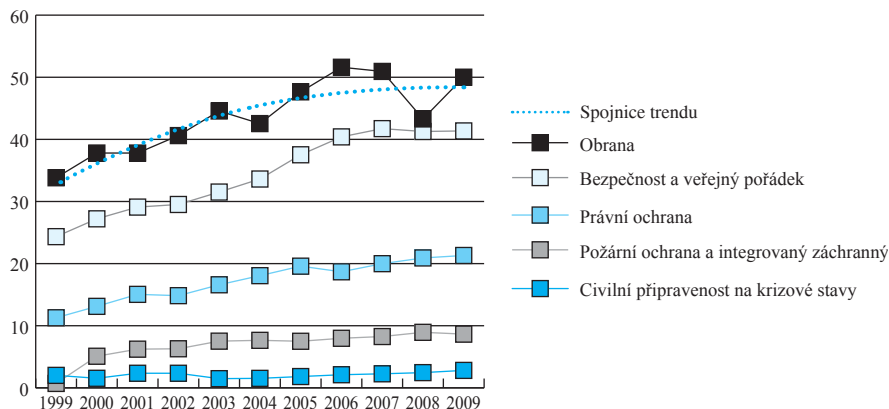 60
50
40
30
20
10
0
1999 2000 2001 2002 2003 2004 2005 2006 2007 2008 2009
Spojnice trendu
Obrana
Bezpečnost a veřejný pořádek
Právní ochrana
Požární ochrana a integrovaný záchranný
Civilní připravenost na krizové stavy